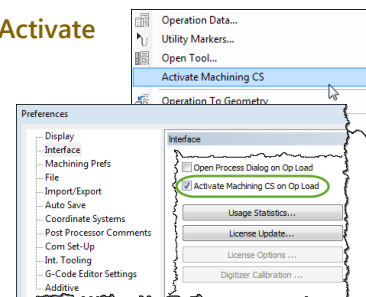 Activate
Operation Data...
Utility Markers...
Open Tool...
Activate Machining CS
Operation To Geometry
Preferences
Display
Interface
Machining Prefs
File
Import/Export
Auto Save
Coordinate Systems
Post Processor Comments
Com Set-Up
Int. Tooling
G-Code Editor Settings
Additive
Interface
Open Process Dialog on Op Load
Activate Machining CS on Op Load
Usage Statistics...
License Update...
License Options ...
Digitizer Calibration ...